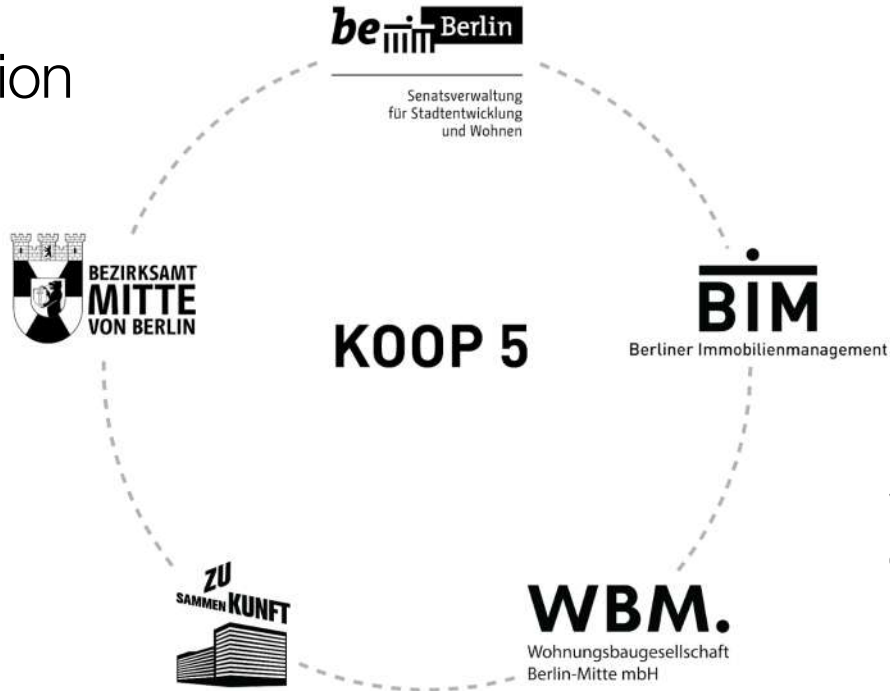 be Berlin
ion
Senatsverwaltung
für Stadtentwicklung
und Wohnen
BEZIRKSAMT
MITTE
VON BERLIN
BIM
Berliner Immobilienmanagement
KOOP 5
ZU
SAMMEN KUNFT
WBM.
Wohnungsbaugesellschaft
Berlin-Mitte mbH